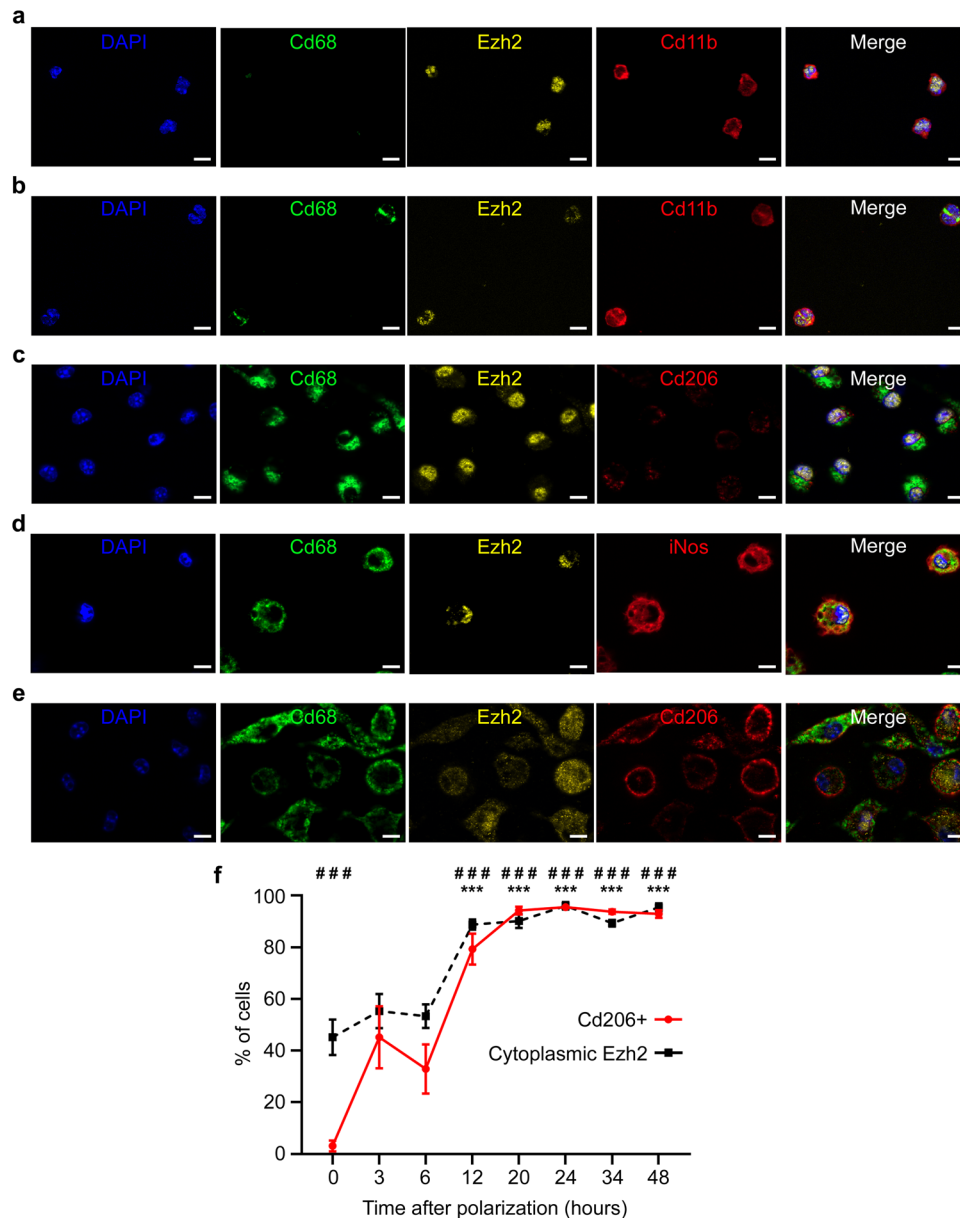 a
DAPI Cd68 Ezh2 Cd11b Merge
b
DAPI Cd68 Ezh2 Cd11b Merge
c
DAPI Cd68 Ezh2 Cd206 Merge
d
DAPI Cd68 Ezh2 iNos Merge
e
DAPI Cd68 Ezh2 Cd206 Merge
f
### ### ### ### ### ###
*** *** *** *** ***
100
80
60
40
20
0
% of cells
Cd206+
Cytoplasmic Ezh2
0 3 6 12 20 24 34 48
Time after polarization (hours)